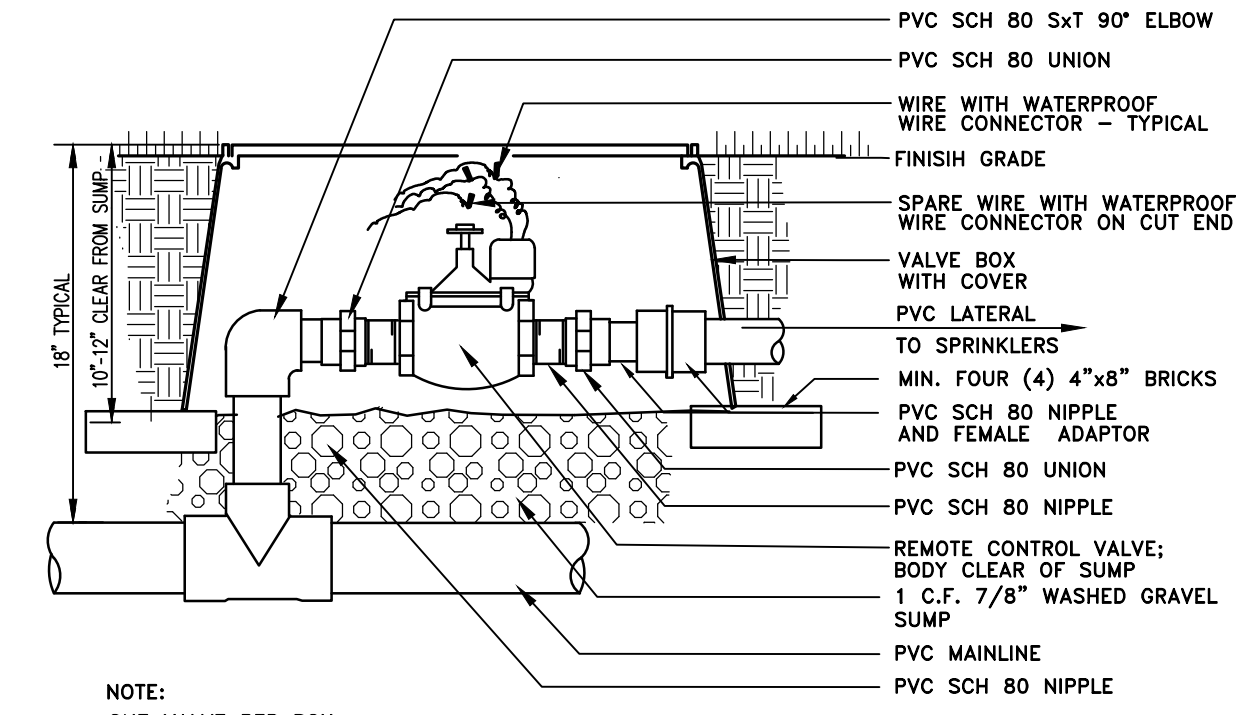 PVC SCH 80 SxT 90° ELBOW
PVC SCH 80 UNION
WIRE WITH WATERPROOF
WIRE CONNECTOR – TYPICAL
FINISIH GRADE
SPARE WIRE WITH WATERPROOF
WIRE CONNECTOR ON CUT END
VALVE BOX
WITH COVER
PVC LATERAL
TO SPRINKLERS
MIN. FOUR (4) 4"x8" BRICKS
PVC SCH 80 NIPPLE
AND FEMALE ADAPTOR
PVC SCH 80 UNION
PVC SCH 80 NIPPLE
REMOTE CONTROL VALVE;
BODY CLEAR OF SUMP
1 C.F. 7/8" WASHED GRAVEL
SUMP
PVC MAINLINE
PVC SCH 80 NIPPLE
18" TYPICAL
10"-12" CLEAR FROM SUMP
NOTE: